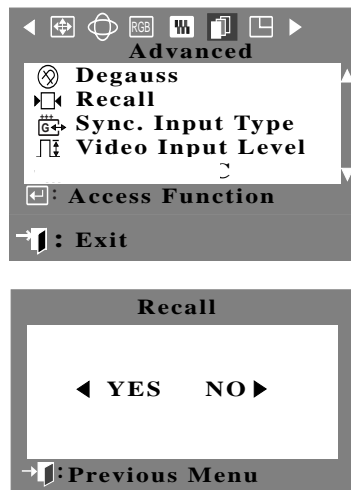 RGB
Advanced
Degauss
Recall
Sync. Input Type
Video Input Level
: Access Function
: Exit
Recall
YES NO
:Previous Menu